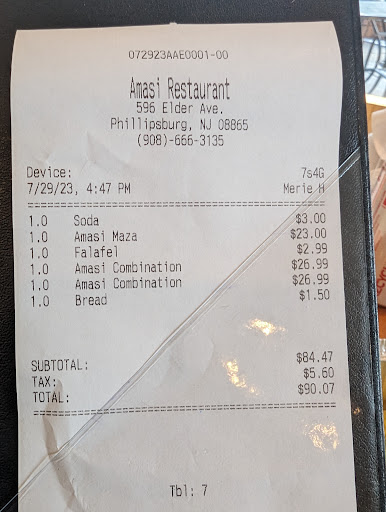 072923AAE0001-00
Amasi Restaurant
596 Elder Ave.
Phillipsburg, NJ 08865
(908)-666-3135
Device: 7s4G
7/29/23, 4:47 PM Merie H
1.0 Soda $3.00
1.0 Amasi Maza $23.00
1.0 Falafel $2.99
1.0 Amasi Combination $26.99
1.0 Amasi Combination $26.99
1.0 Bread $1.50
SUBTOTAL: $84.47
TAX: $5.60
TOTAL: $90.07
Tbl: 7